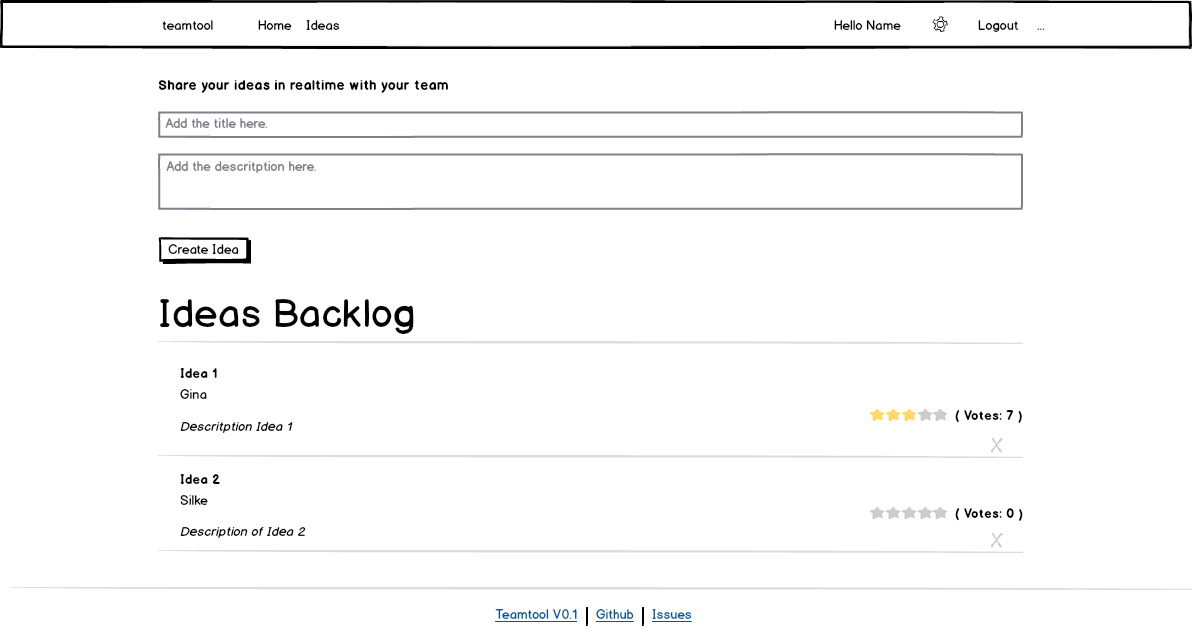 teamtool Home Ideas Hello Name Logout ...
Share your ideas in realtime with your team
Add the title here.
Add the descritption here.
Create Idea
Ideas Backlog
Idea 1
Gina
( Votes: 7 )
Descritption Idea 1
X
Idea 2
Silke
( Votes: 0 )
Description of Idea 2
X
Teamtool V0.1 | Github | Issues